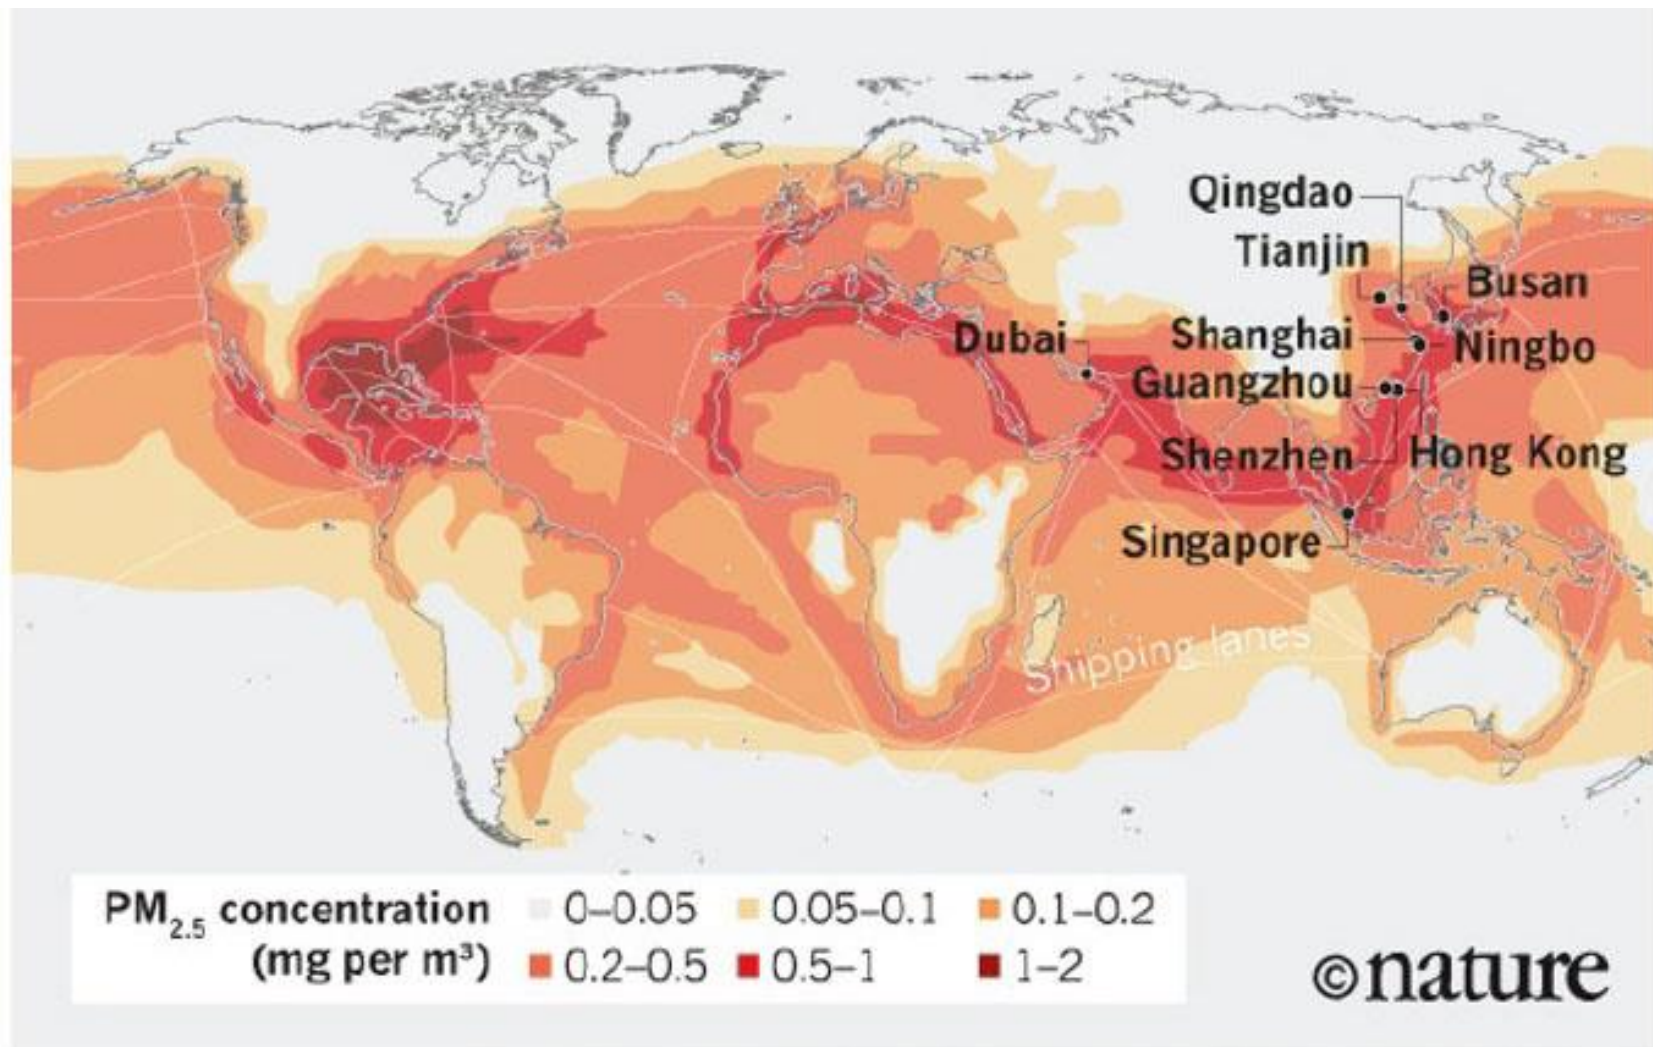 Qingdao
Tianjin
Busan
Dubai
Shanghai
Ningbo
Guangzhou
Shenzhen
Hong Kong
Singapore
Shipping lanes
PM2.5 concentration
(mg per m³)
0–0.05
0.05–0.1
0.1–0.2
0.2–0.5
0.5–1
1–2
©nature